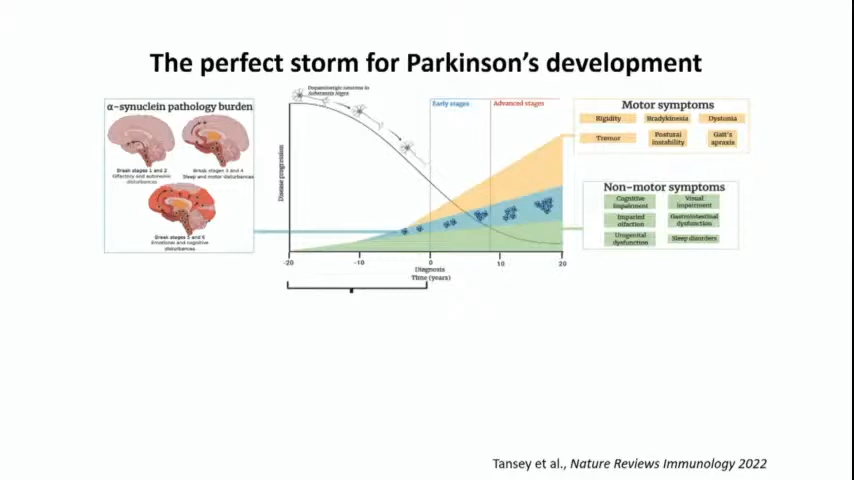 The perfect storm for Parkinson's development
α-synuclein pathology burden
Braak stages 1 and 2
Olfactory and autonomic
disturbances
Braak stages 3 and 4
Sleep and motor disturbances
Braak stages 5 and 6
Emotional and cognitive
disturbances
Disease progression
Dopaminergic neurons in
Substantia Nigra
Early stages
Advanced stages
-20
-10
0
10
20
Diagnosis
Time (years)
Motor symptoms
Rigidity
Bradykinesia
Dystonia
Tremor
Postural
instability
Gait's
apraxis
Non-motor symptoms
Cognitive
impairment
Visual
impairment
Imparied
olfaction
Gastrointestinal
dysfunction
Urogenital
dysfunction
Sleep disorders
Tansey et al., Nature Reviews Immunology 2022